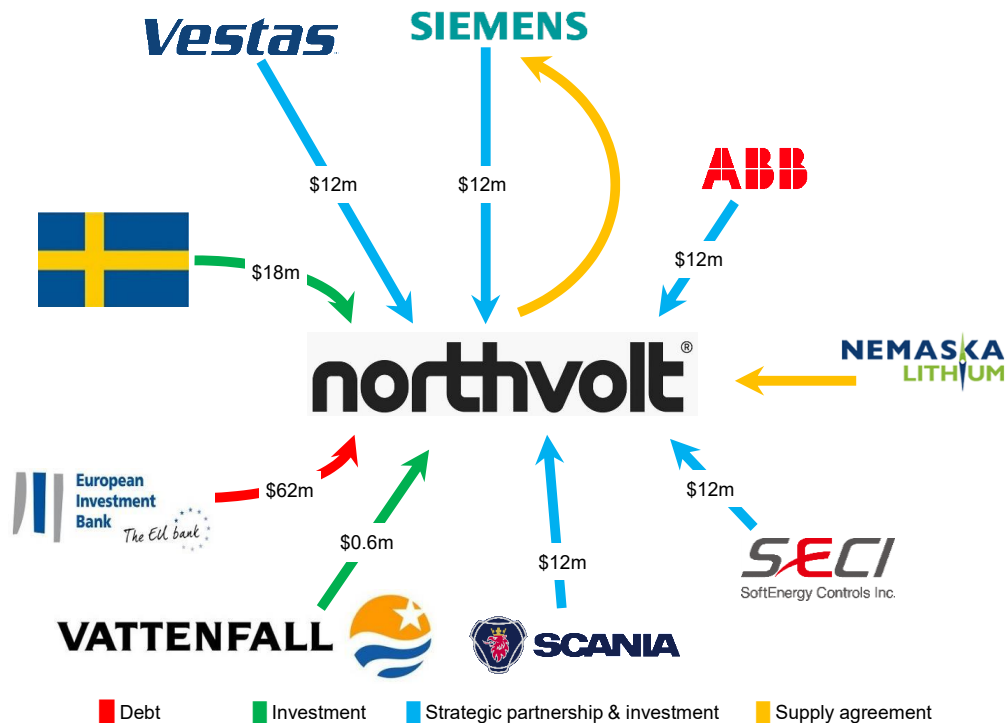 Vestas
SIEMENS
ABB
$12m
$12m
$12m
$18m
northvolt®
NEMASKA
LITHIUM
European
Investment
Bank
The EU bank
$62m
$12m
$0.6m
$12m
SECI
SoftEnergy Controls Inc.
VATTENFALL
SCANIA
Debt
Investment
Strategic partnership & investment
Supply agreement